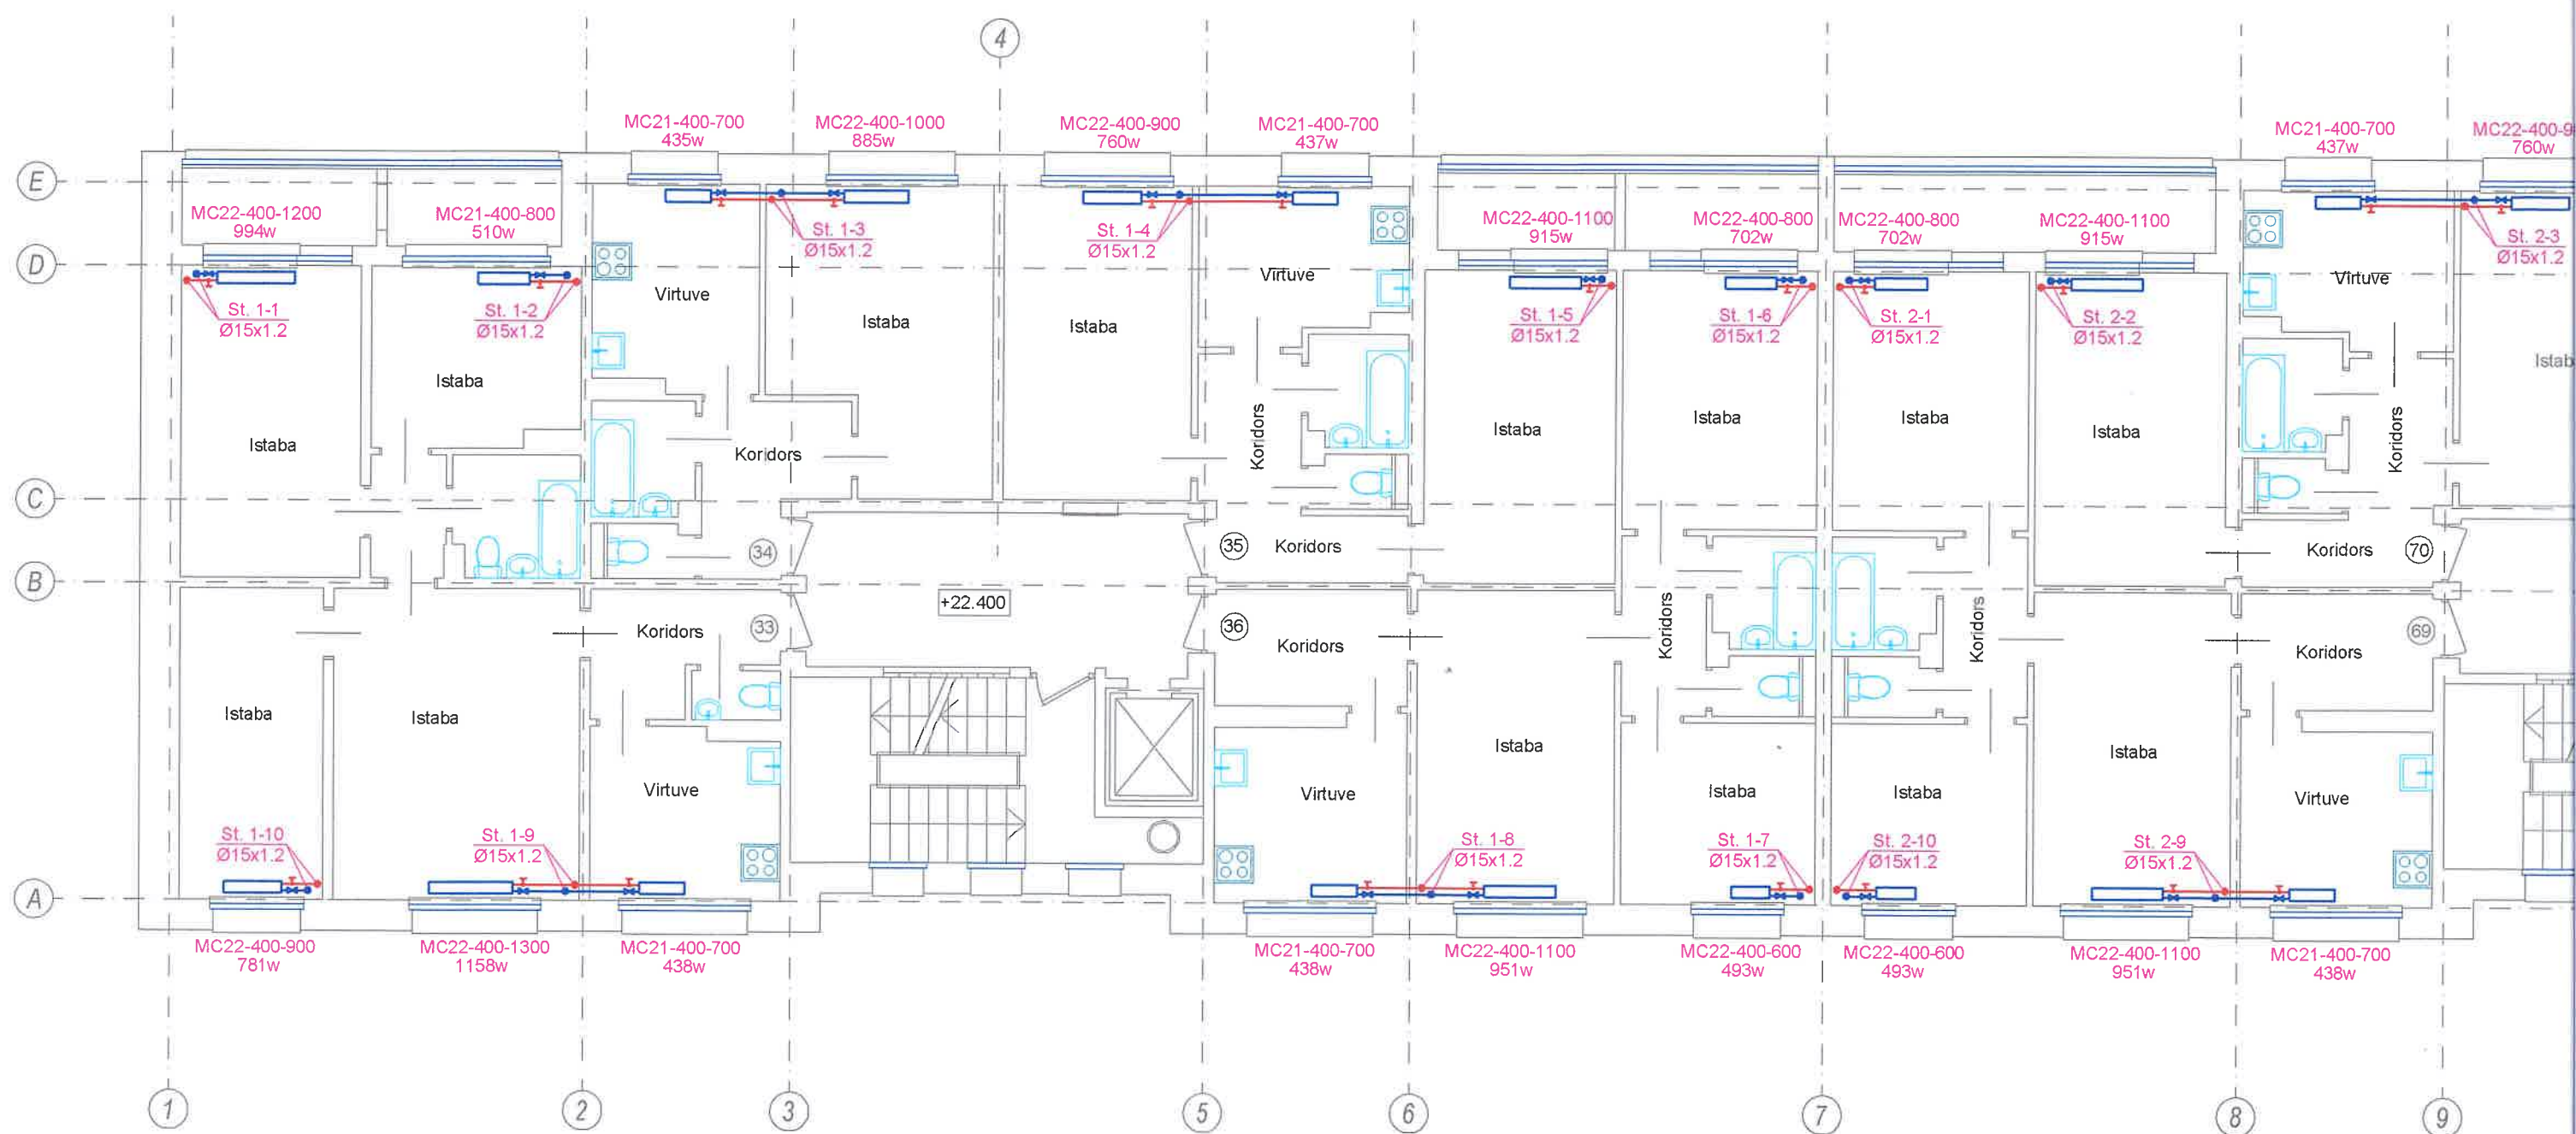 4
MC21-400-700
435w
MC22-400-1000
885w
MC22-400-900
760w
MC21-400-700
437w
MC21-400-700
437w
MC22-400-9
760w
E
MC22-400-1200
994w
MC21-400-800
510w
MC22-400-1100
915w
MC22-400-800
702w
MC22-400-800
702w
MC22-400-1100
915w
St. 1-3
Ø15x1.2
St. 1-4
Ø15x1.2
St. 2-3
Ø15x1.2
D
St. 1-1
Ø15x1.2
St. 1-2
Ø15x1.2
Virtuve
Istaba
Istaba
Virtuve
St. 1-5
Ø15x1.2
St. 1-6
Ø15x1.2
St. 2-1
Ø15x1.2
St. 2-2
Ø15x1.2
Virtuve
Istab
Istaba
Istaba
Koridors
Koridors
Istaba
Istaba
Istaba
Istaba
Koridors
C
34
35
Koridors
Koridors
70
B
+22.400
Koridors
33
36
Koridors
Koridors
Koridors
Koridors
69
Istaba
Istaba
Virtuve
Virtuve
Istaba
Istaba
Istaba
Istaba
Virtuve
St. 1-10
Ø15x1.2
St. 1-9
Ø15x1.2
St. 1-8
Ø15x1.2
St. 1-7
Ø15x1.2
St. 2-10
Ø15x1.2
St. 2-9
Ø15x1.2
A
MC22-400-900
781w
MC22-400-1300
1158w
MC21-400-700
438w
MC21-400-700
438w
MC22-400-1100
951w
MC22-400-600
493w
MC22-400-600
493w
MC22-400-1100
951w
MC21-400-700
438w
1
2
3
5
6
7
8
9